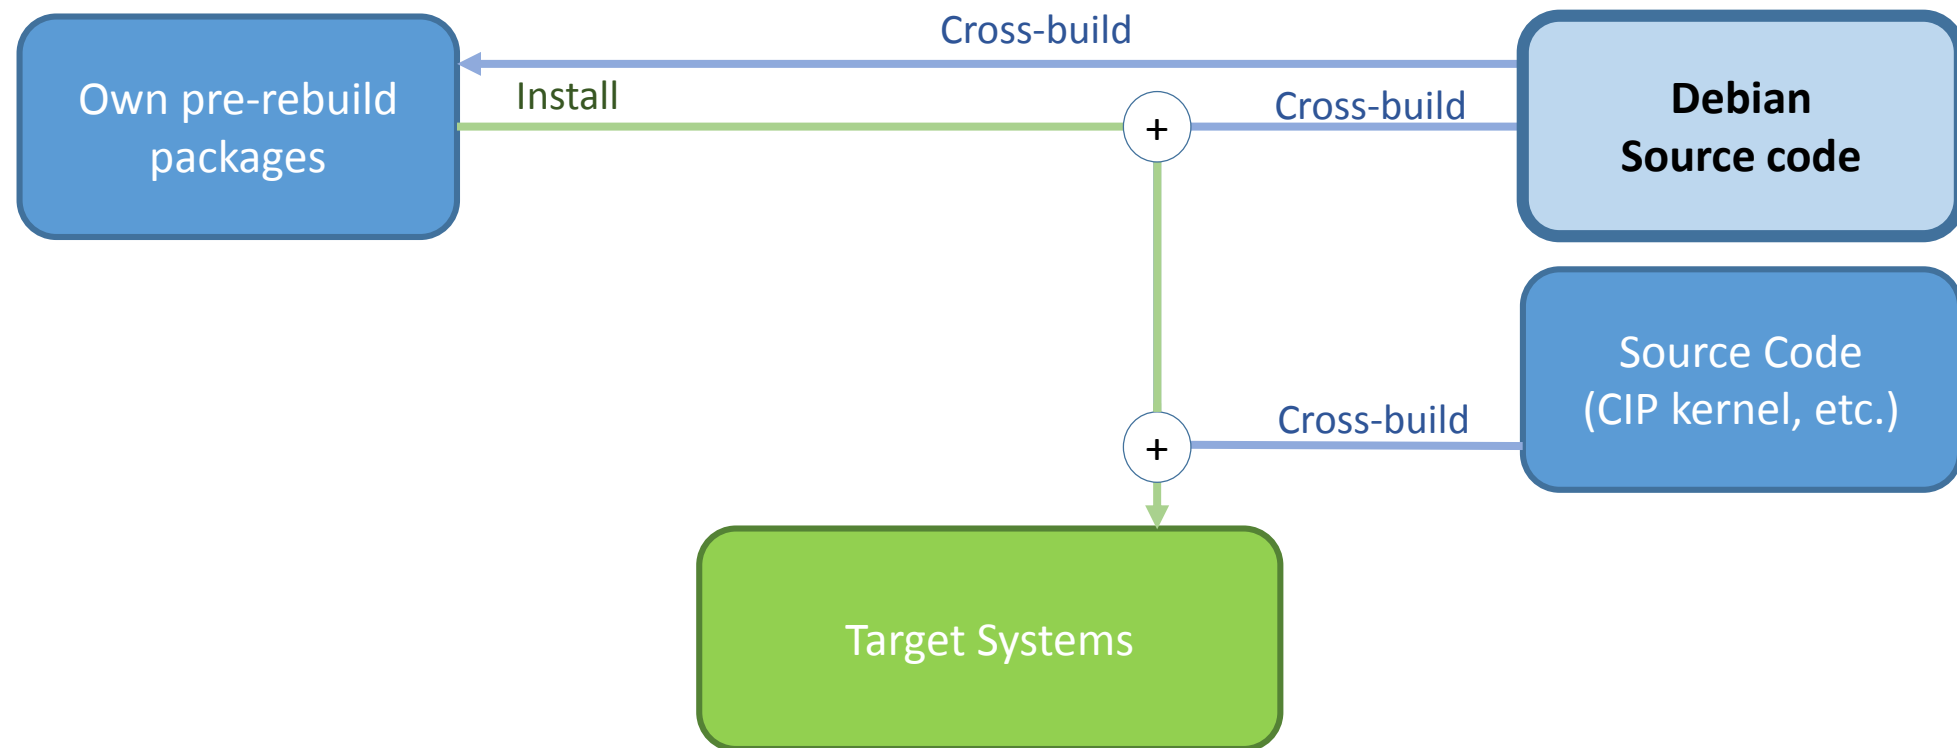 Cross-build
Own pre-rebuild
packages
Install
+
Cross-build
Debian
Source code
Source Code
(CIP kernel, etc.)
Cross-build
+
Target Systems